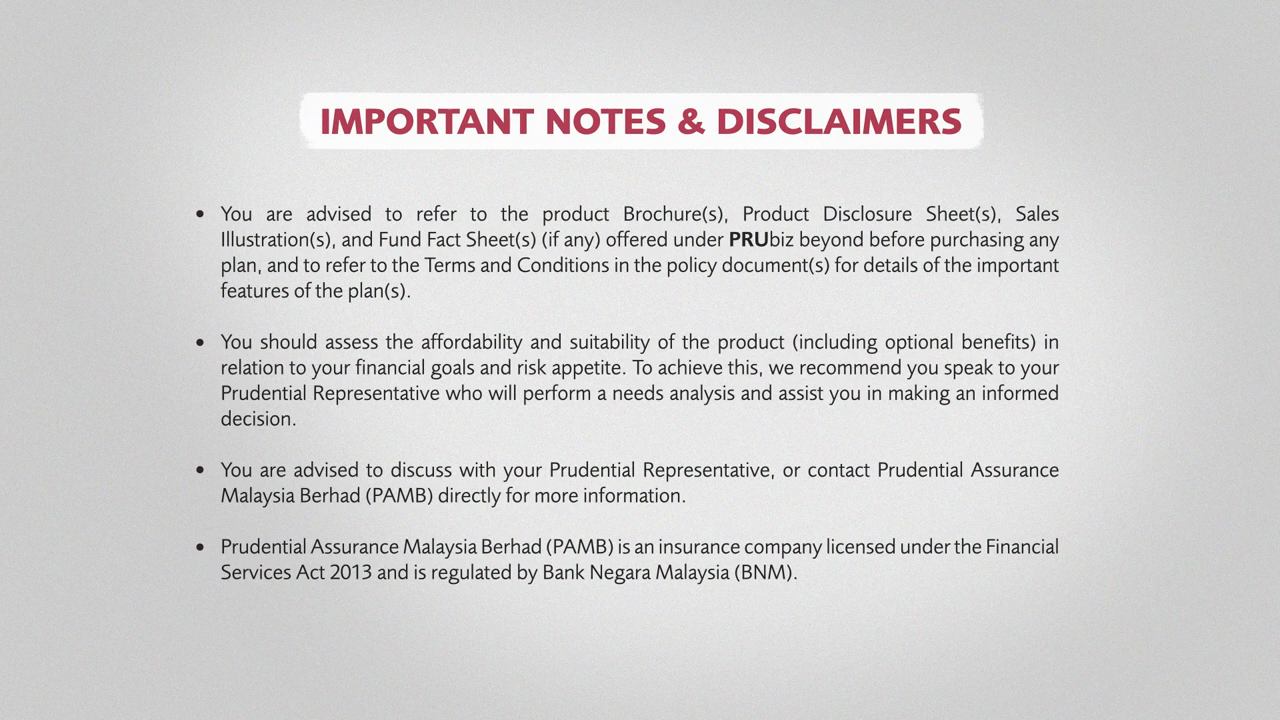 IMPORTANT NOTES & DISCLAIMERS
• You are advised to refer to the product Brochure(s), Product Disclosure Sheet(s), Sales
Illustration(s), and Fund Fact Sheet(s) (if any) offered under PRUbiz beyond before purchasing any
plan, and to refer to the Terms and Conditions in the policy document(s) for details of the important
features of the plan(s).
• You should assess the affordability and suitability of the product (including optional benefits) in
relation to your financial goals and risk appetite. To achieve this, we recommend you speak to your
Prudential Representative who will perform a needs analysis and assist you in making an informed
decision.
• You are advised to discuss with your Prudential Representative, or contact Prudential Assurance
Malaysia Berhad (PAMB) directly for more information.
• Prudential Assurance Malaysia Berhad (PAMB) is an insurance company licensed under the Financial
Services Act 2013 and is regulated by Bank Negara Malaysia (BNM).